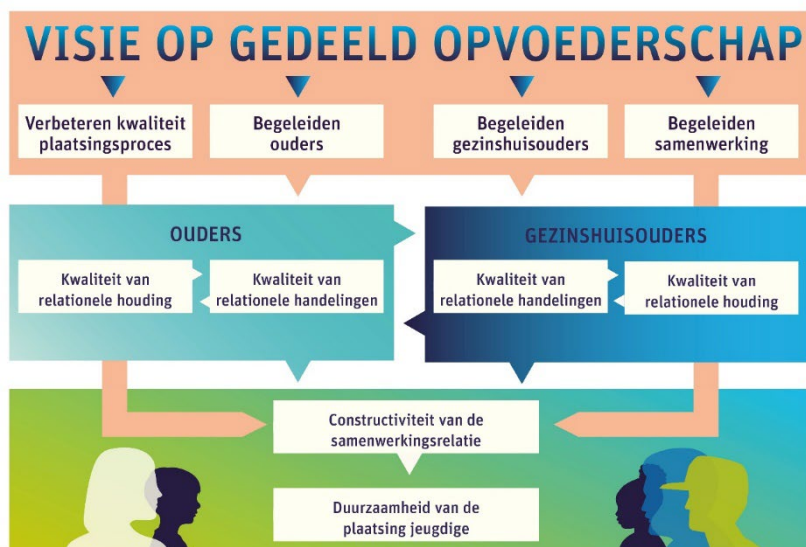 VISIE OP GEDEELD OPVOEDERSCHAP
Verbeteren kwaliteit
plaatsingsproces
Begeleiden
ouders
Begeleiden
gezinshuisouders
Begeleiden
samenwerking
OUDERS
Kwaliteit van
relationele houding
Kwaliteit van
relationele handelingen
GEZINSHUISOUDERS
Kwaliteit van
relationele handelingen
Kwaliteit van
relationele houding
Constructiviteit van de
samenwerkingsrelatie
Duurzaamheid van de
plaatsing jeugdige